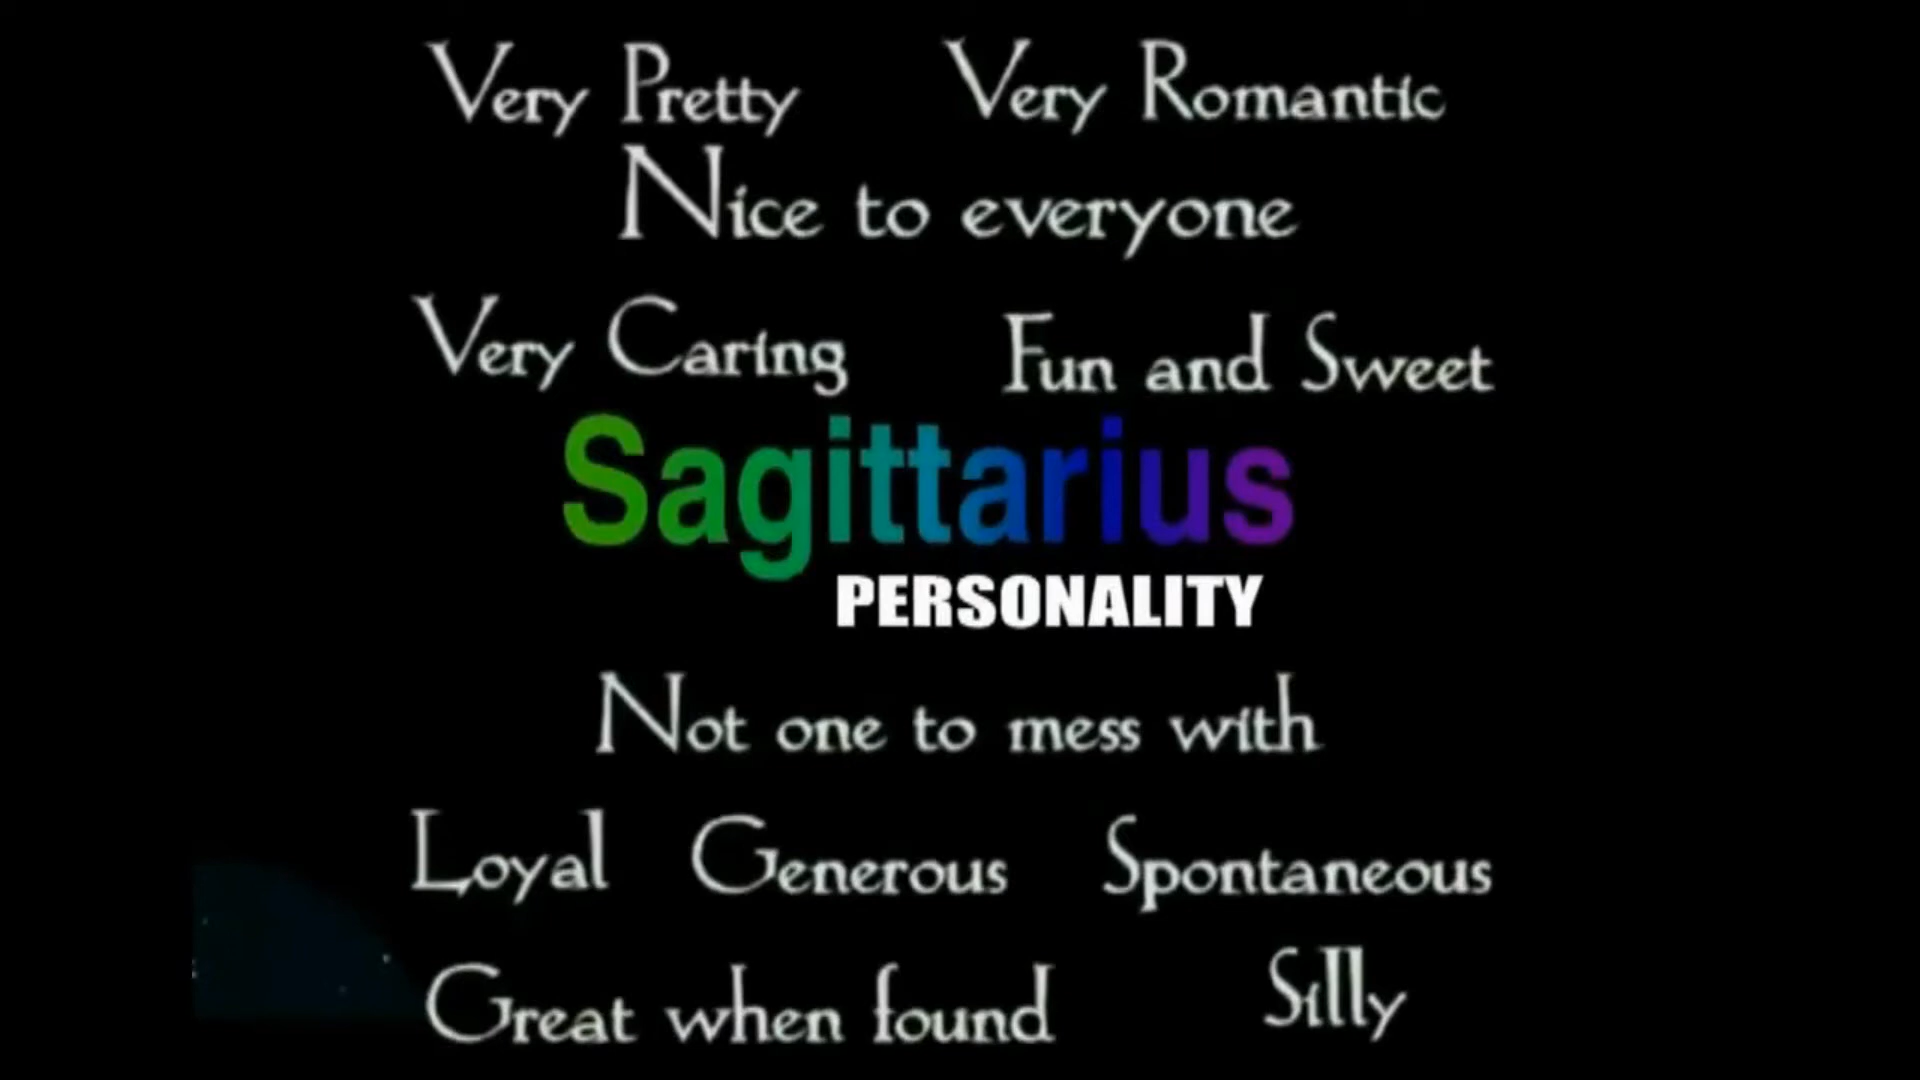 Very Pretty Very Romantic
Nice to everyone
Very Caring Fun and Sweet
Sagittarius
PERSONALITY
Not one to mess with
Loyal Generous Spontaneous
Great when found Silly